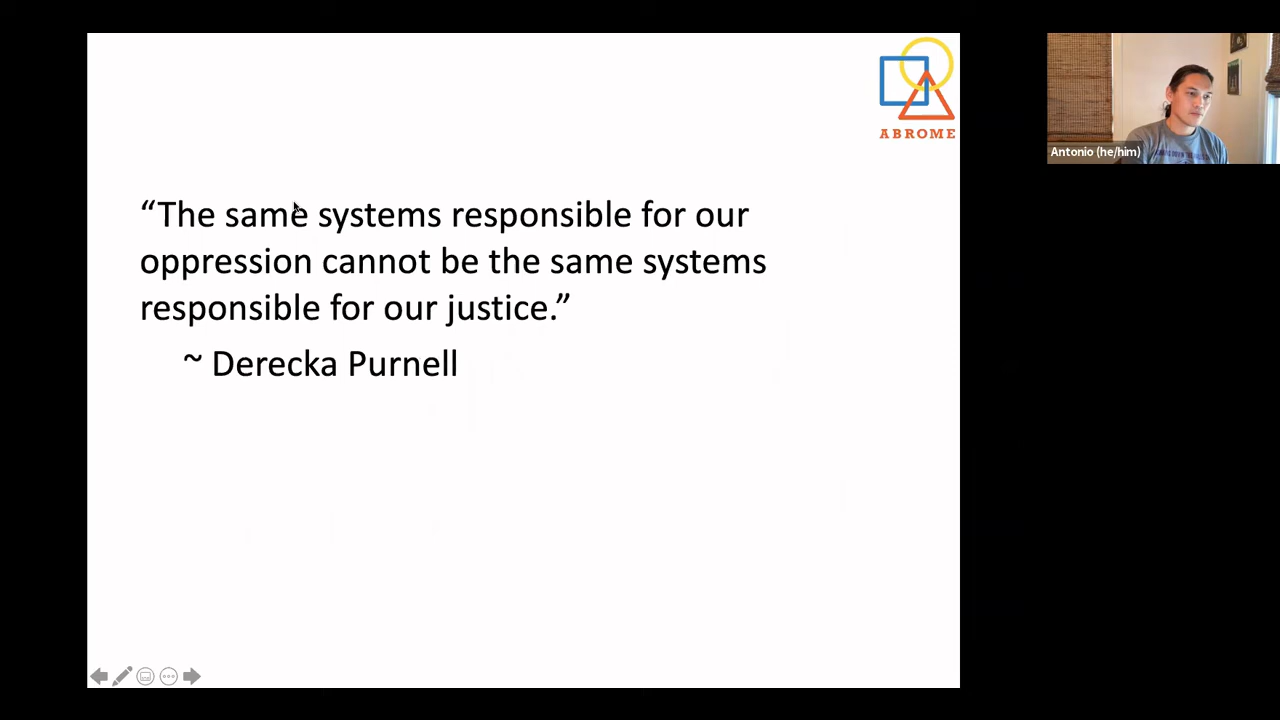 ABROME
“The same systems responsible for our
oppression cannot be the same systems
responsible for our justice.”
~ Derecka Purnell
Antonio (he/him)